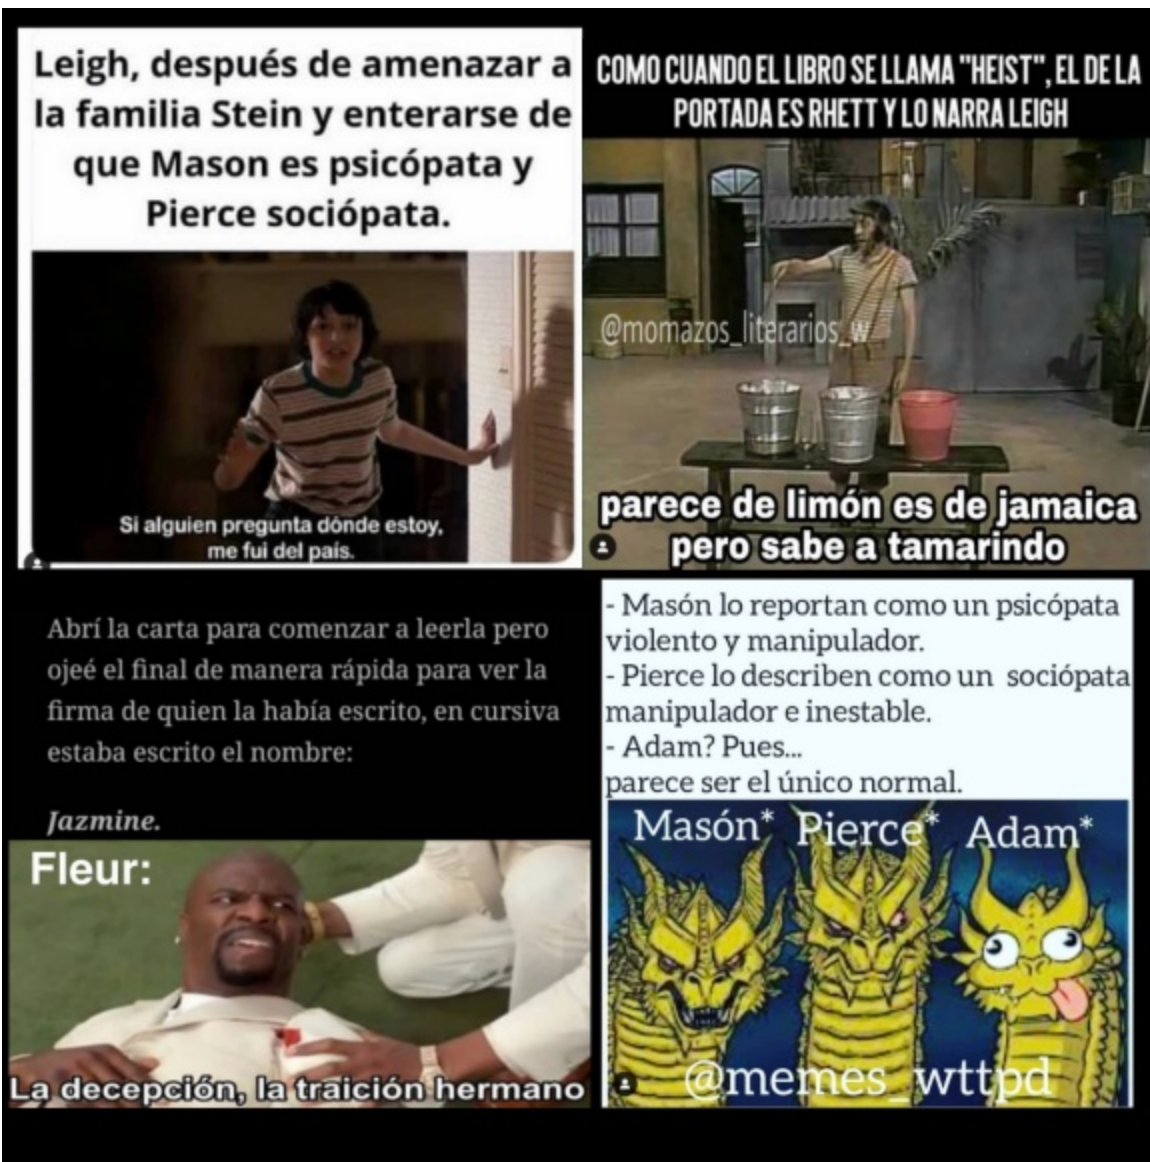 Leigh, después de amenazar a
la familia Stein y enterarse de
que Mason es psicópata y
Pierce sociópata.
Si alguien pregunta dónde estoy,
me fui del país.
COMO CUANDO EL LIBRO SE LLAMA "HEIST", EL DE LA
PORTADA ES RHETT Y LO NARRA LEIGH
@momazos_literarios_w
parece de limón es de jamaica
pero sabe a tamarindo
Abrí la carta para comenzar a leerla pero
ojeé el final de manera rápida para ver la
firma de quien la había escrito, en cursiva
estaba escrito el nombre:
Jazmine.
Fleur:
La decepción, la traición hermano
- Masón lo reportan como un psicópata
violento y manipulador.
- Pierce lo describen como un sociópata
manipulador e inestable.
- Adam? Pues...
parece ser el único normal.
Masón* Pierce* Adam*
@memes_wttpd